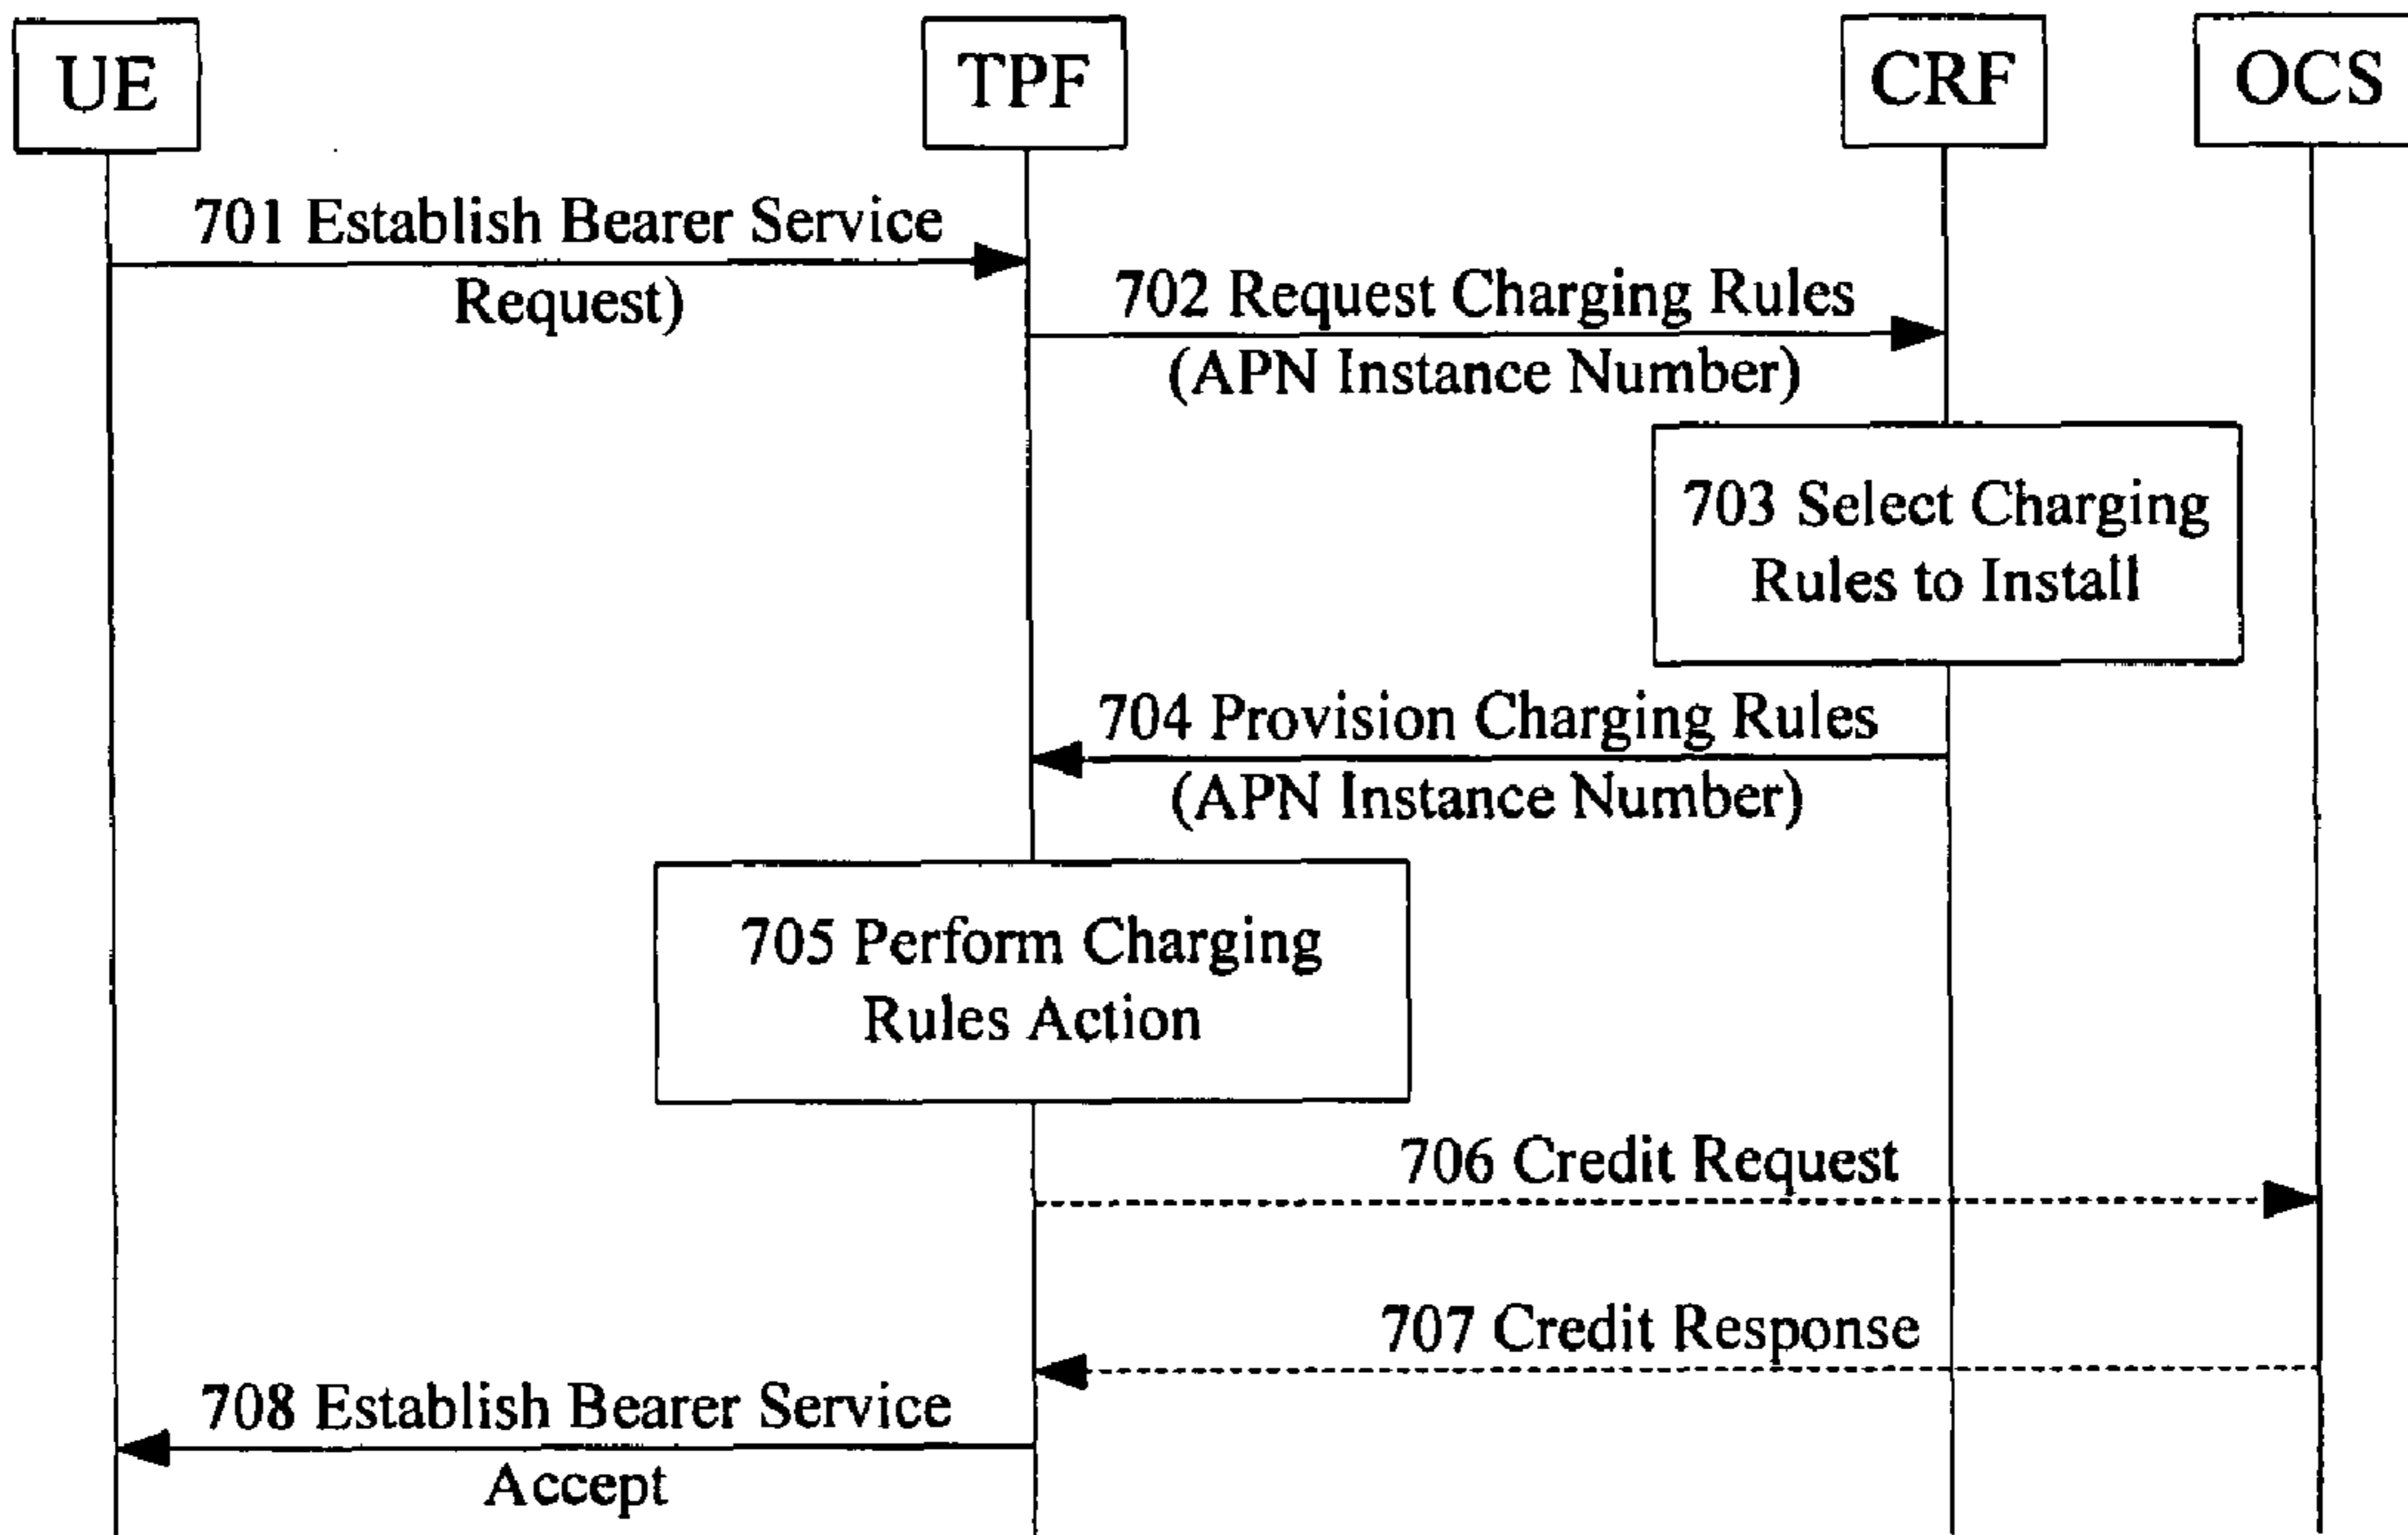 UE
TPF
CRF
OCS
701 Establish Bearer Service
Request)
702 Request Charging Rules
(APN Instance Number)
703 Select Charging
Rules to Install
704 Provision Charging Rules
(APN Instance Number)
705 Perform Charging
Rules Action
706 Credit Request
707 Credit Response
708 Establish Bearer Service
Accept